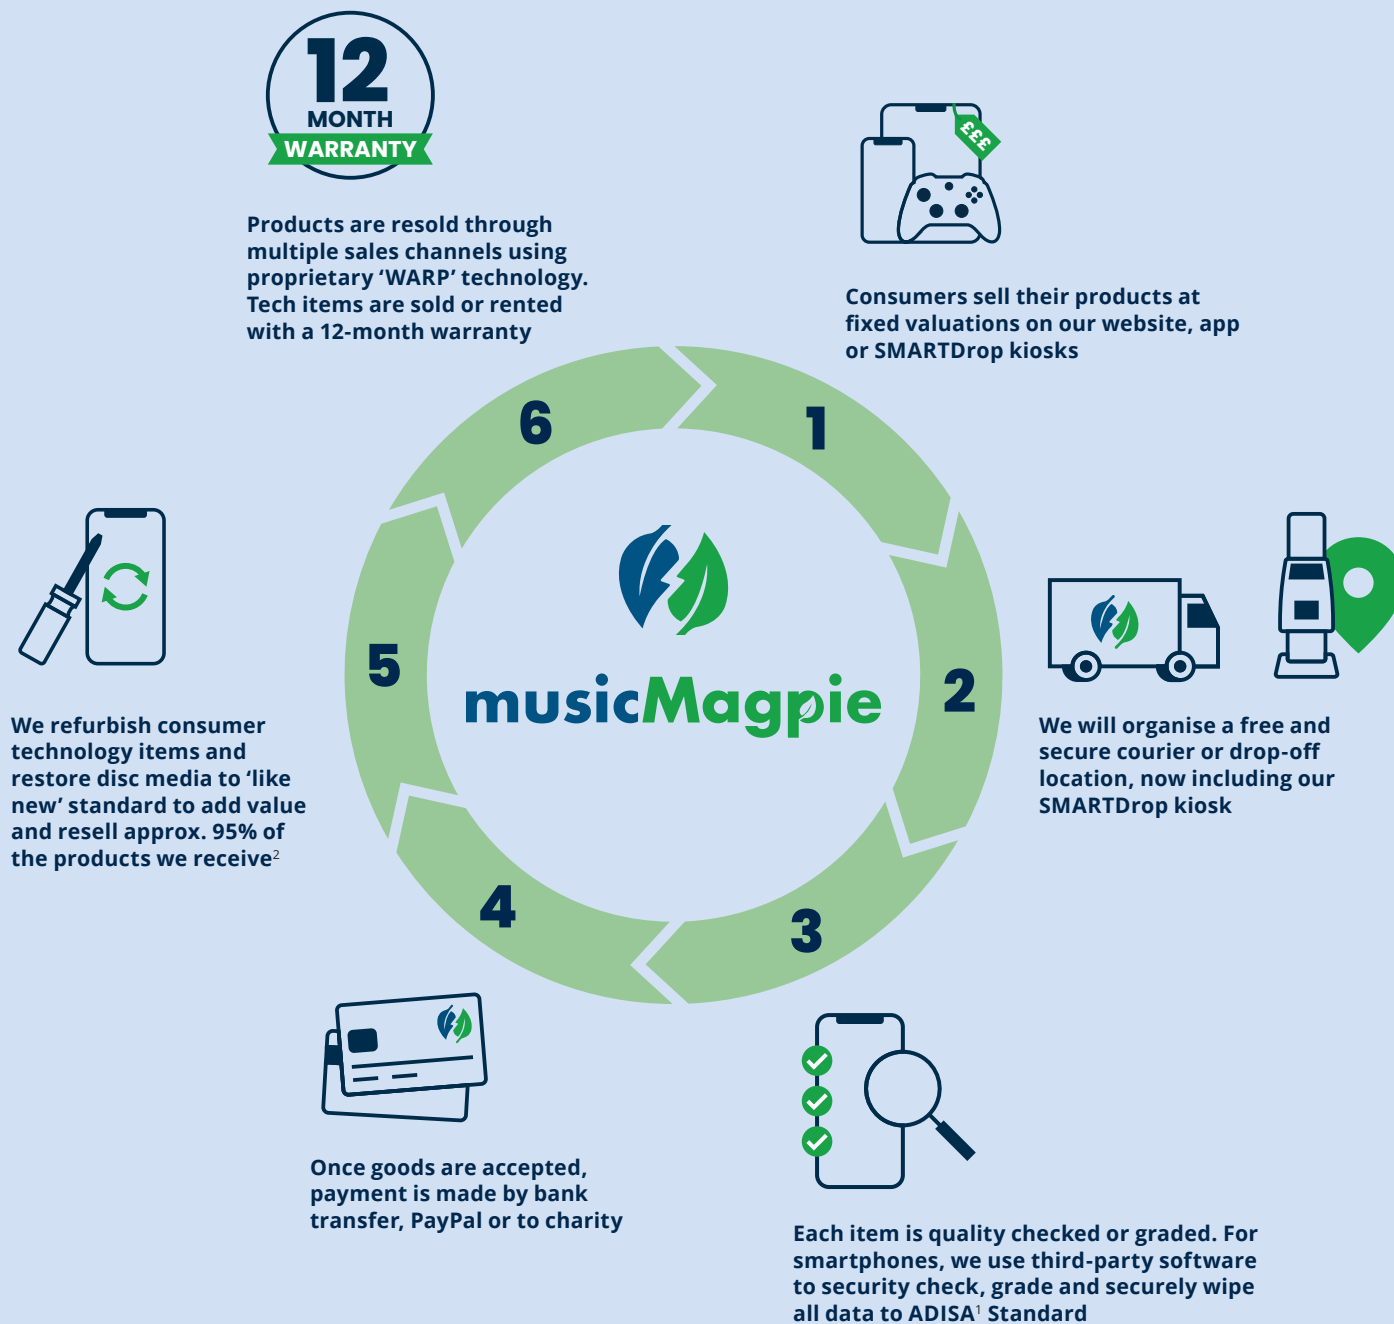 12
MONTH
WARRANTY
Products are resold through
multiple sales channels using
proprietary ‘WARP’ technology.
Tech items are sold or rented
with a 12-month warranty
£££
Consumers sell their products at
fixed valuations on our website, app
or SMARTDrop kiosks
6
1
5
2
musicMagpie
We refurbish consumer
technology items and
restore disc media to ‘like
new’ standard to add value
and resell approx. 95% of
the products we receive²
We will organise a free and
secure courier or drop-off
location, now including our
SMARTDrop kiosk
4
3
Once goods are accepted,
payment is made by bank
transfer, PayPal or to charity
Each item is quality checked or graded. For
smartphones, we use third-party software
to security check, grade and securely wipe
all data to ADISA¹ Standard